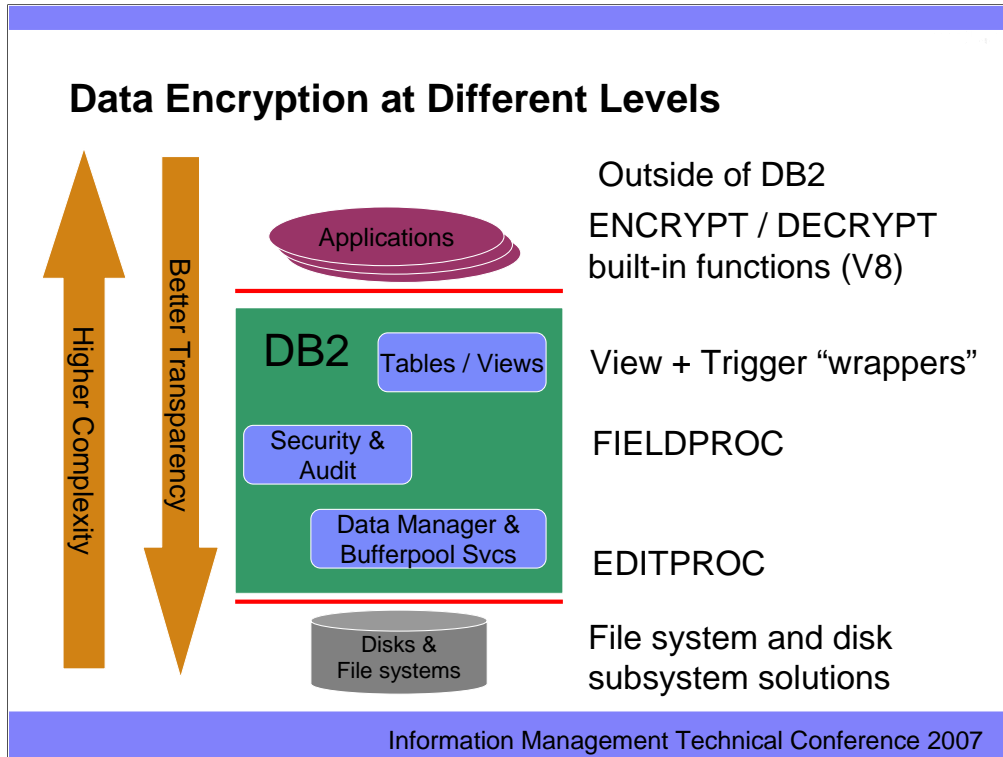 Data Encryption at Different Levels
Higher Complexity
Better Transparency
Applications
DB2
Tables / Views
Security &
Audit
Data Manager &
Bufferpool Svcs
Disks &
File systems
Outside of DB2
ENCRYPT / DECRYPT
built-in functions (V8)
View + Trigger “wrappers”
FIELDPROC
EDITPROC
File system and disk
subsystem solutions
Information Management Technical Conference 2007